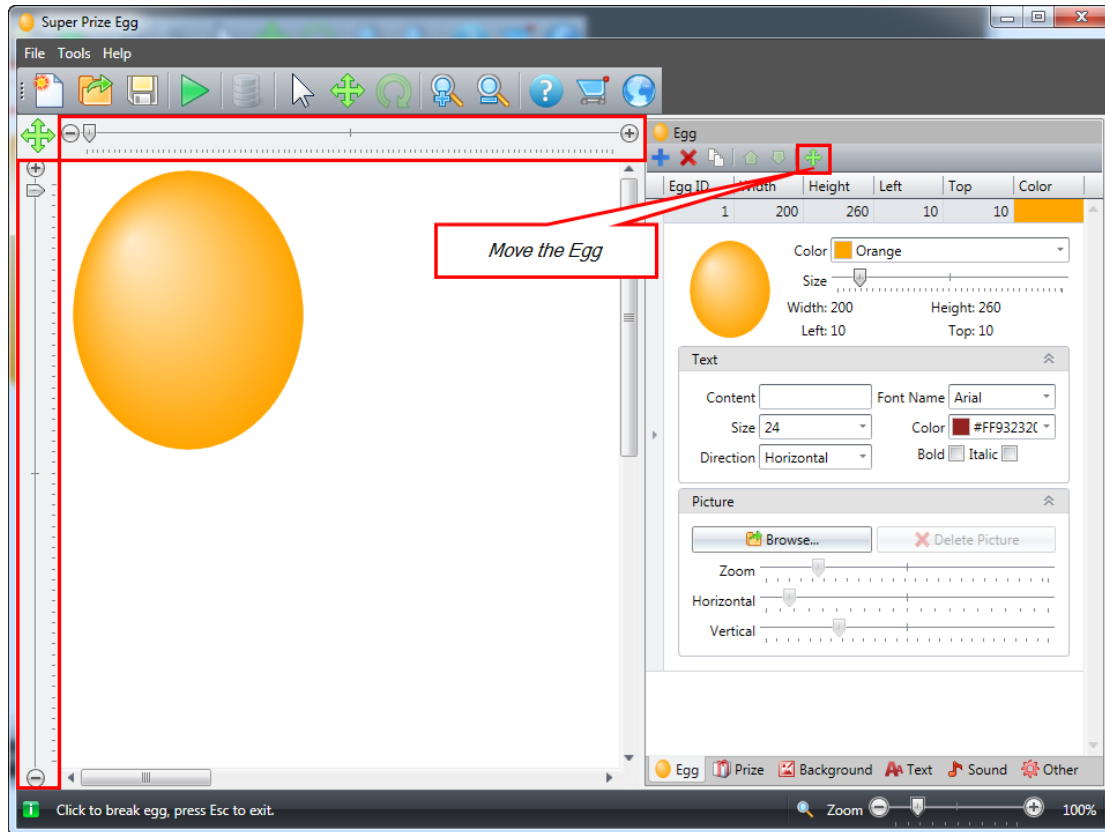 Super Prize Egg
File Tools Help
Egg
Egg ID Width Height Left Top Color
1 200 260 10 10
Move the Egg
Color Orange
Size
Width: 200 Height: 260
Left: 10 Top: 10
Text
Content Font Name Arial
Size 24 Color #FF93232(
Direction Horizontal Bold Italic
Picture
Browse... Delete Picture
Zoom
Horizontal
Vertical
Egg Prize Background Text Sound Other
Click to break egg, press Esc to exit. Zoom 100%